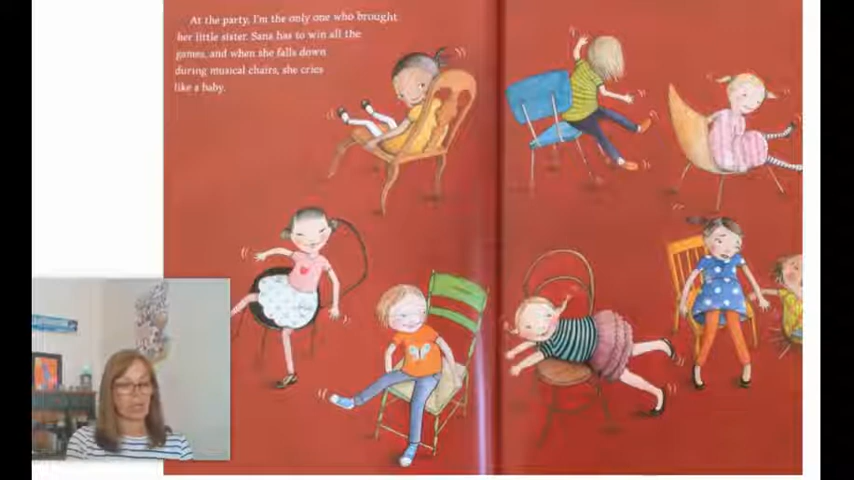 At the party, I'm the only one who brought
her little sister. Sana has to win all the
games, and when she falls down
during musical chairs, she cries
like a baby.